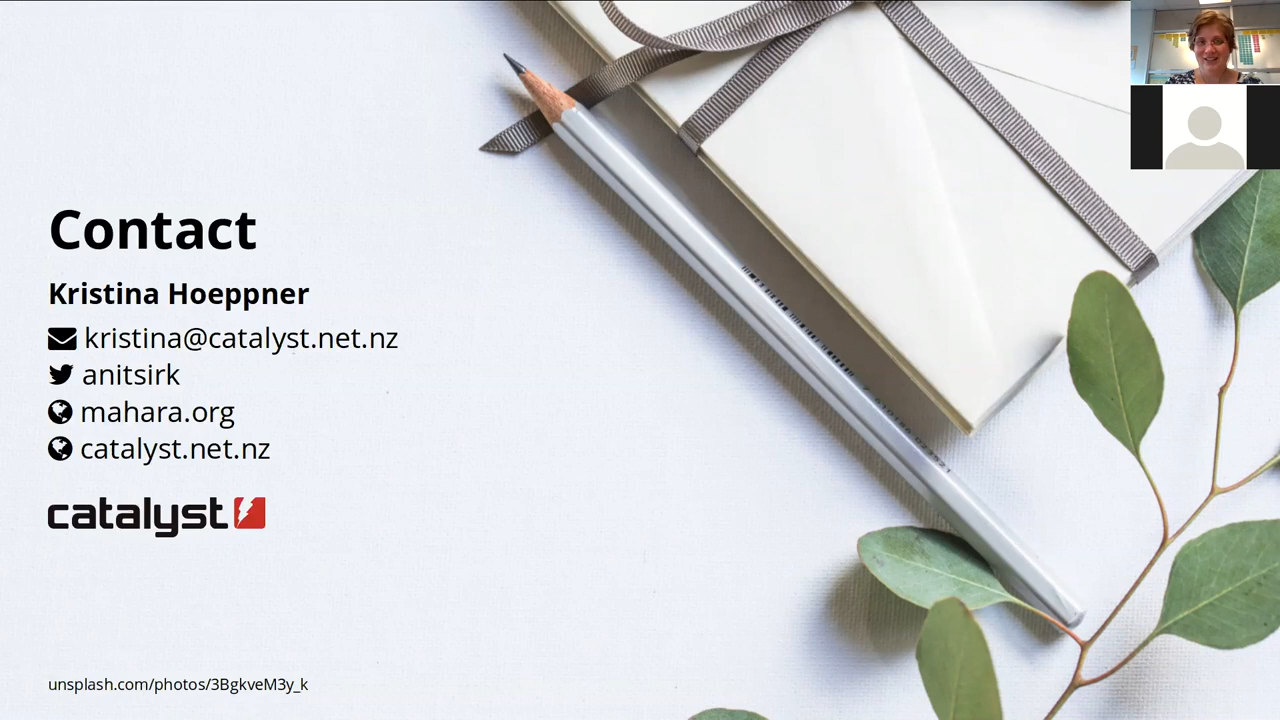 Contact
Kristina Hoeppner
kristina@catalyst.net.nz
anitsirk
mahara.org
catalyst.net.nz
catalyst
unsplash.com/photos/3BgkveM3y_k